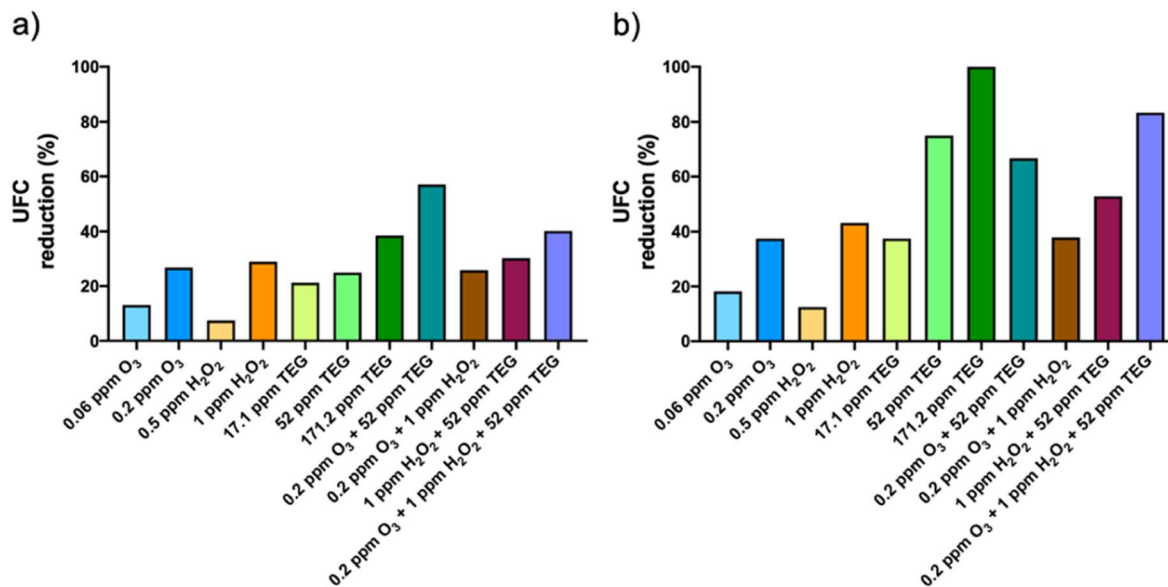 a)
UFC
reduction (%)
100
80
60
40
20
0
0.06 ppm O₃
0.2 ppm O₃
0.5 ppm H₂O₂
1 ppm H₂O₂
17.1 ppm TEG
52 ppm TEG
171.2 ppm TEG
0.2 ppm O₃ + 52 ppm TEG
0.2 ppm O₃ + 1 ppm H₂O₂
1 ppm H₂O₂ + 52 ppm TEG
0.2 ppm O₃ + 1 ppm H₂O₂ + 52 ppm TEG
b)
UFC
reduction (%)
100
80
60
40
20
0
0.06 ppm O₃
0.2 ppm O₃
0.5 ppm H₂O₂
1 ppm H₂O₂
17.1 ppm TEG
52 ppm TEG
171.2 ppm TEG
0.2 ppm O₃ + 52 ppm TEG
0.2 ppm O₃ + 1 ppm H₂O₂
1 ppm H₂O₂ + 52 ppm TEG
0.2 ppm O₃ + 1 ppm H₂O₂ + 52 ppm TEG